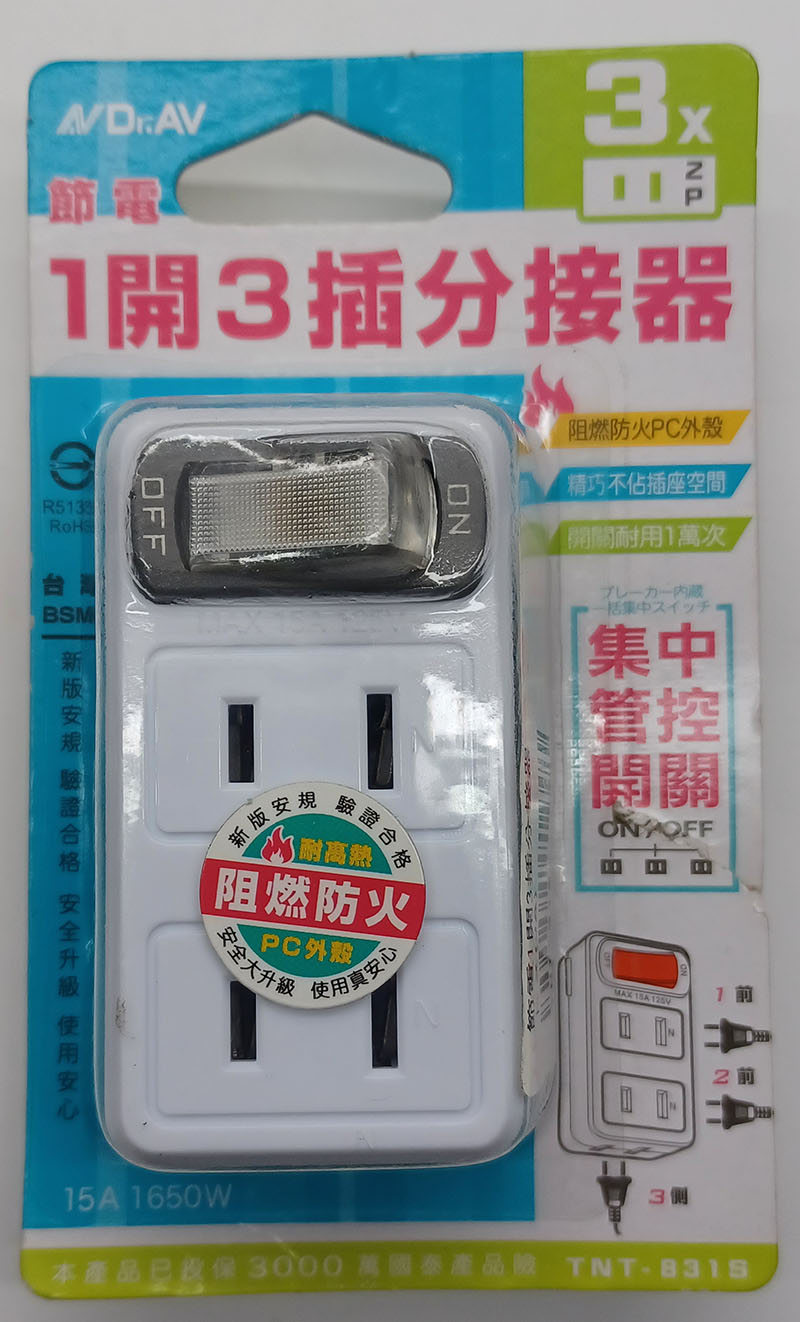 Dr.AV
3x
2P
節電
1開3插分接器
阻燃防火PC外殼
精巧不佔插座空間
開關耐用1萬次
ブレーカー内蔵
一括集中スイッチ
集中
管控
開關
ON/OFF
OFF
ON
RoHS
BSM
新版安規 驗證合格 安全升級 使用安心
N
新版安規 驗證合格
耐高熱
阻燃防火
PC外殼
安全大升級 使用真安心
N
OFF
ON
MAX 15A 125V
N
N
1前
2前
3側
15A 1650W
本產品已投保3000萬國泰產品險
TNT-831S